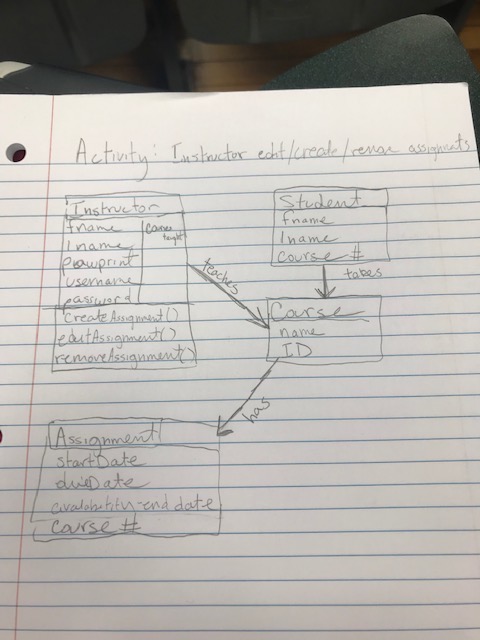 Activity: Instructor edit/create/remove assignments
Instructor
fname
lname
pawprint
username
password
courses taught
createAssignment()
editAssignment()
removeAssignment()
teaches
Student
fname
lname
course #
takes
Course
name
ID
has
Assignment
startDate
dueDate
availability-end date
course #